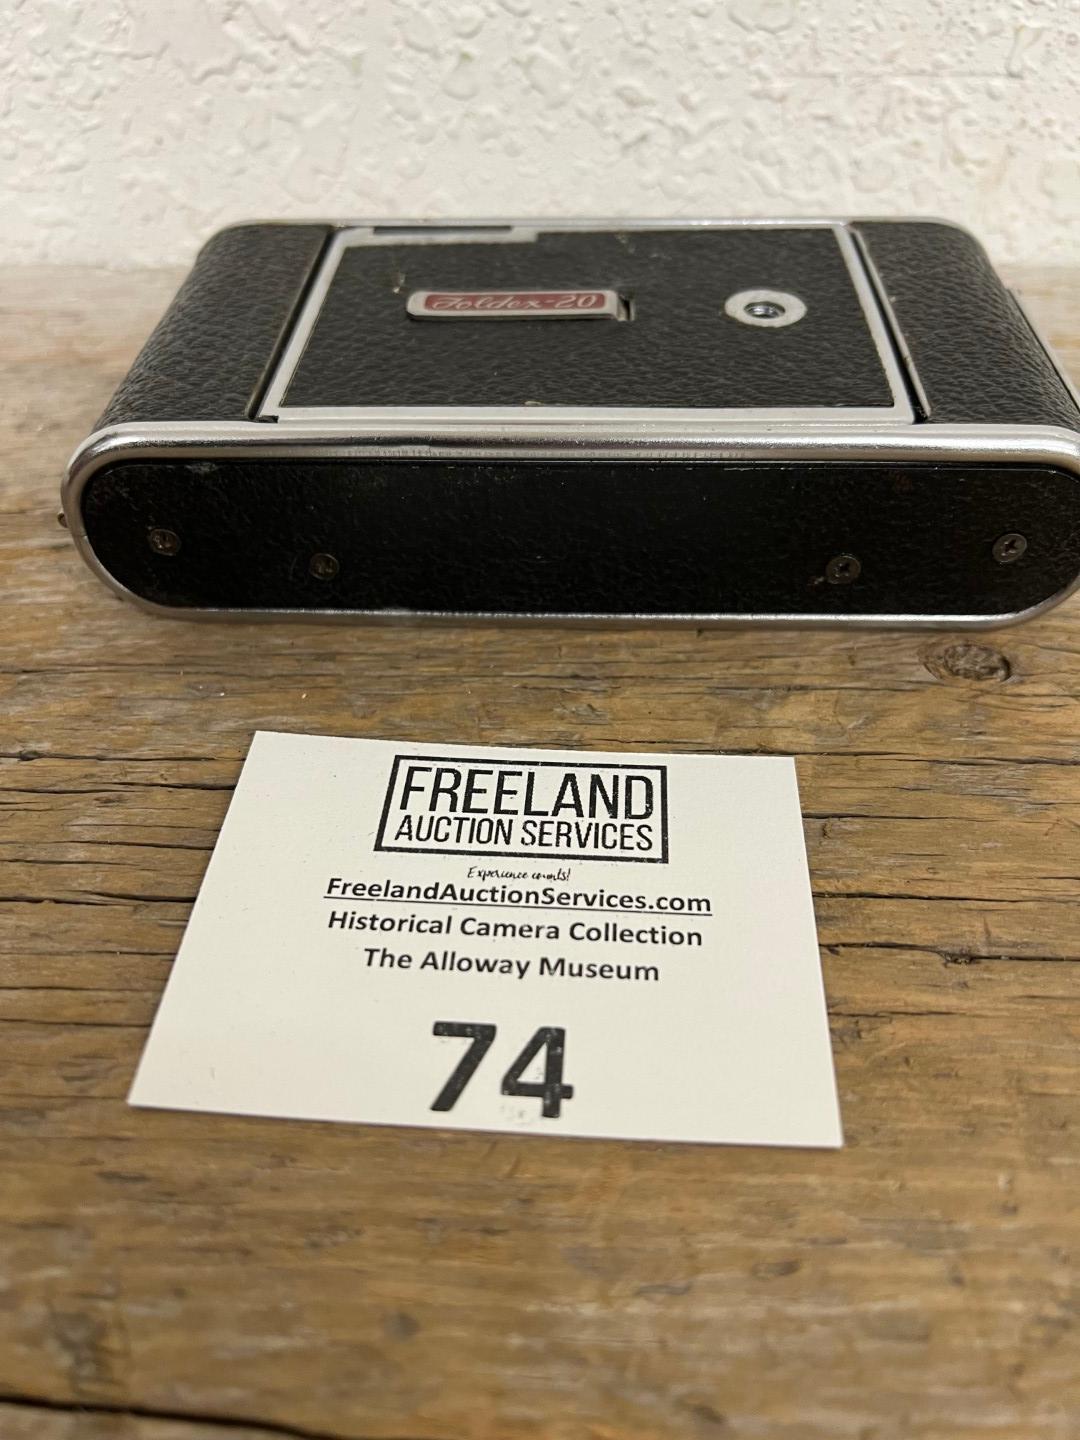 Foldex-20
FREELAND
AUCTION SERVICES
Experience counts!
FreelandAuctionServices.com
Historical Camera Collection
The Alloway Museum
74